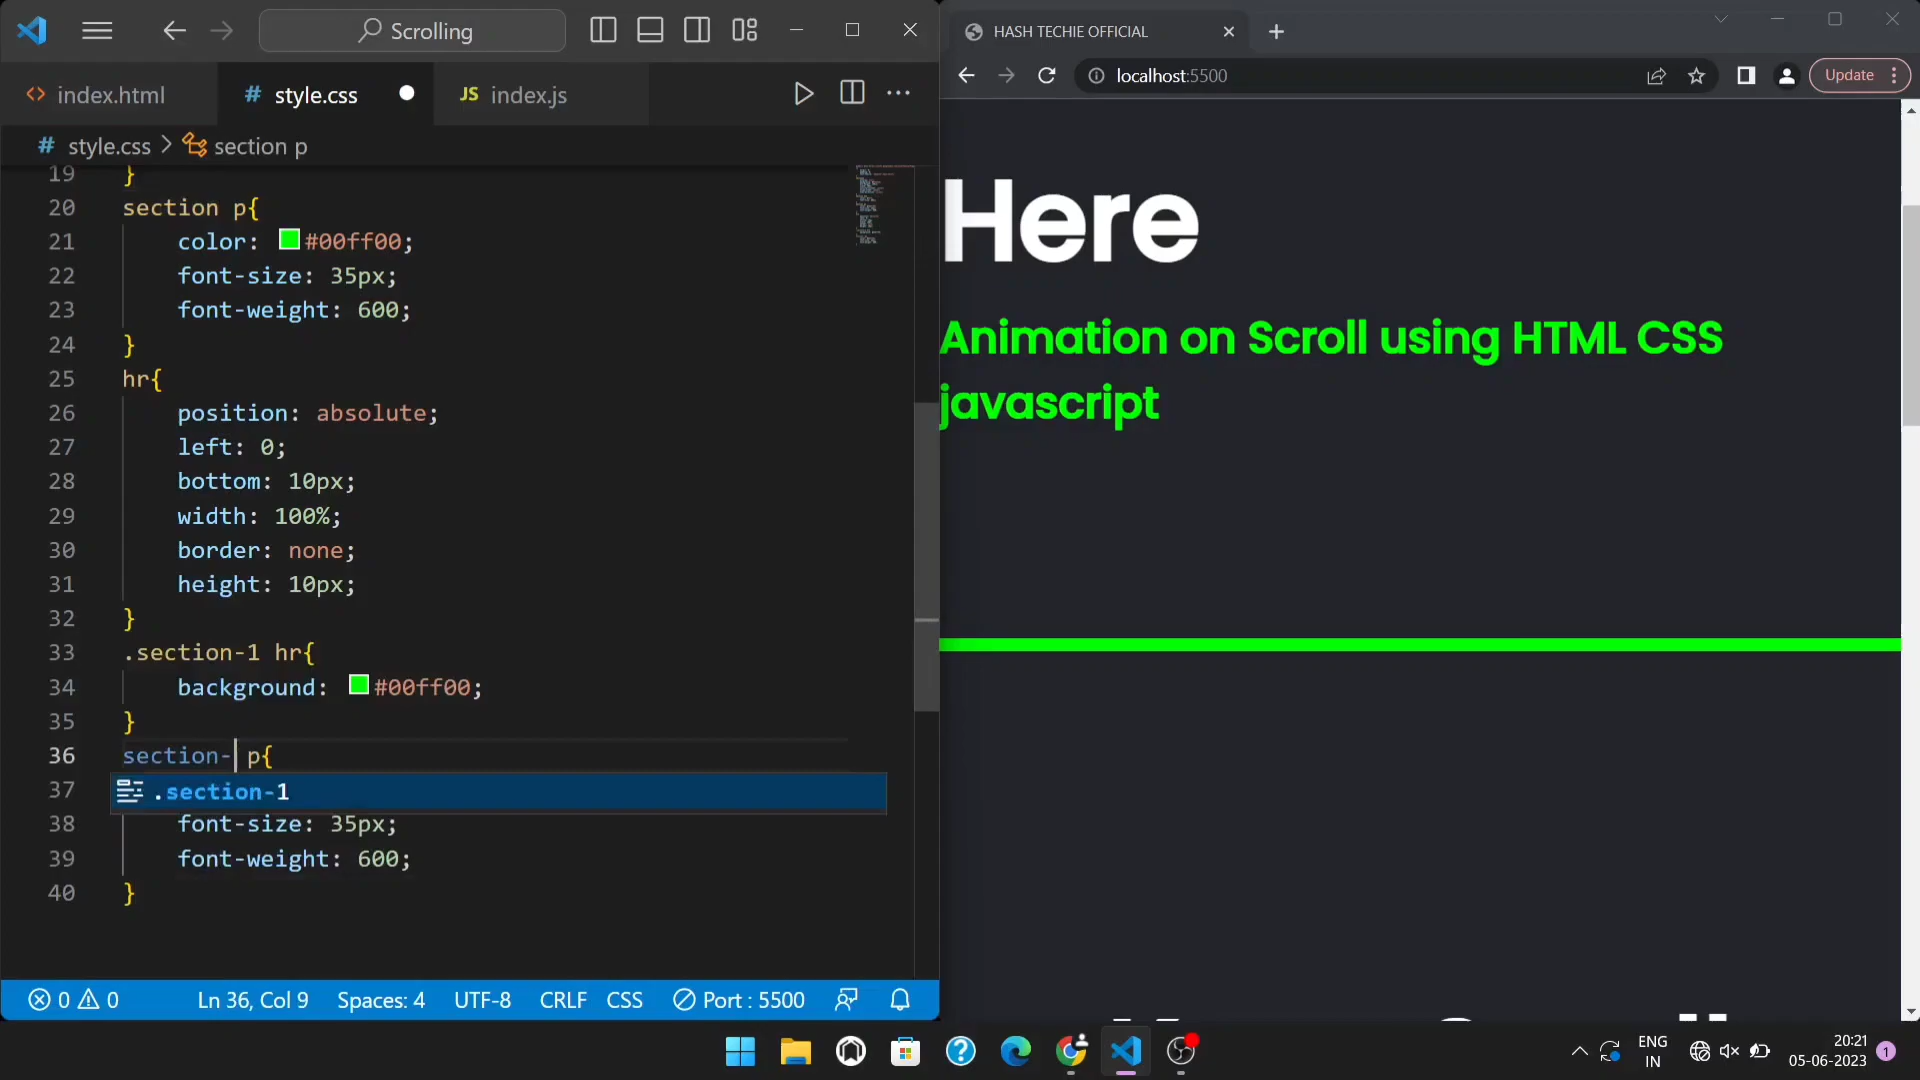 Scrolling
index.html
# style.css
JS index.js
# style.css > section p
19 }
20 section p{
21 color: #00ff00;
22 font-size: 35px;
23 font-weight: 600;
24 }
25 hr{
26 position: absolute;
27 left: 0;
28 bottom: 10px;
29 width: 100%;
30 border: none;
31 height: 10px;
32 }
33 .section-1 hr{
34 background: #00ff00;
35 }
36 section- p{
37 .section-1
38 font-size: 35px;
39 font-weight: 600;
40 }
0 0 Ln 36, Col 9 Spaces: 4 UTF-8 CRLF CSS Port : 5500
HASH TECHIE OFFICIAL
localhost:5500
Update
Here
Animation on Scroll using HTML CSS
javascript
ENG
IN
20:21
05-06-2023
1